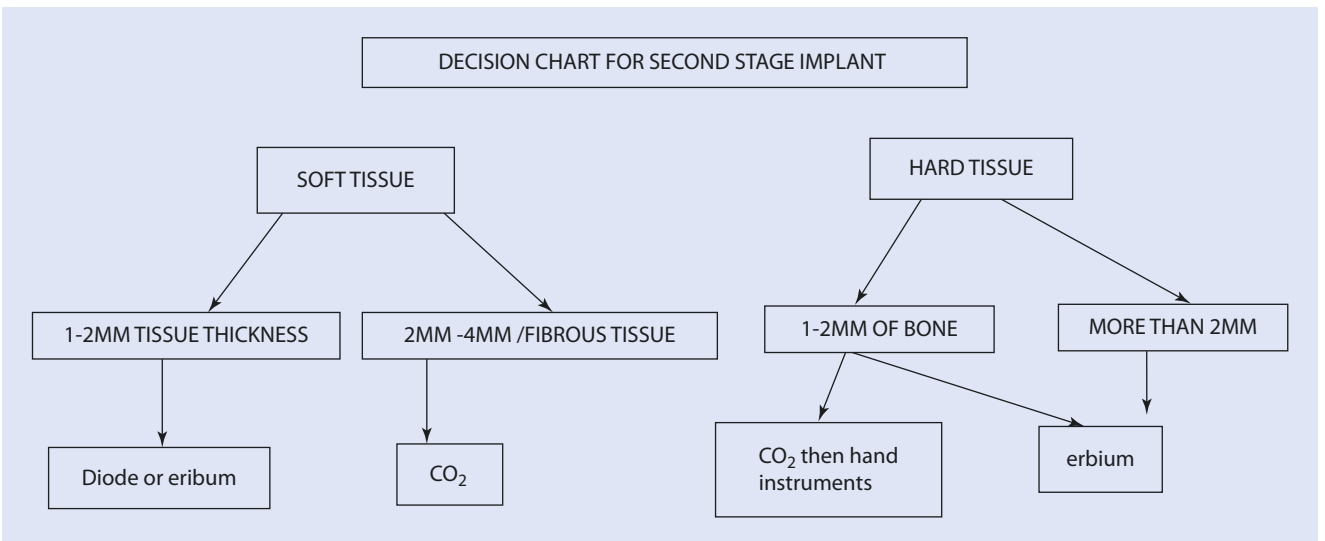 DECISION CHART FOR SECOND STAGE IMPLANT
SOFT TISSUE
HARD TISSUE
1-2MM TISSUE THICKNESS
2MM -4MM /FIBROUS TISSUE
1-2MM OF BONE
MORE THAN 2MM
Diode or eribum
CO₂
CO₂ then hand
instruments
erbium